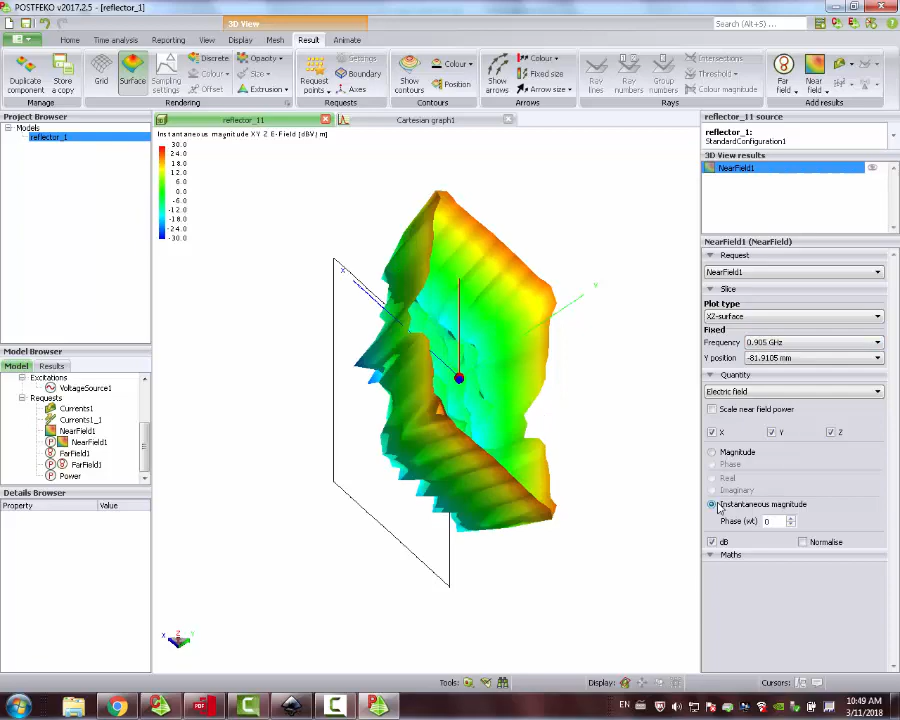 POSTFEKO v2017.2.5 - [reflector_1]
3D View
Search (Alt+S) . . .
Home Time analysis Reporting View Display Mesh Result Animate
Duplicate component
Store a copy
Manage
Grid
Surface
Sampling settings
Discrete
Colour
Offset
Opacity
Size
Extrusion
Rendering
Request points
Settings
Boundary
Axes
Requests
Show contours
Colour
Position
Contours
Show arrows
Colour
Fixed size
Arrow size
Arrows
Ray lines
Ray numbers
Group numbers
Intersections
Threshold
Colour magnitude
Rays
Far field
Near field
Add results
Project Browser
Models
reflector_1
reflector_11
Cartesian graph1
Instantaneous magnitude XY Z E-Field [dBV/m]
30.0
24.0
18.0
12.0
6.0
0.0
-6.0
-12.0
-18.0
-24.0
-30.0
X
Y
X Z Y
reflector_11 source
reflector_1:
StandardConfiguration1
3D View results
NearField1
NearField1 (NearField)
Request
NearField1
Slice
Plot type
XZ-surface
Fixed
Frequency 0.905 GHz
Y position -81.9105 mm
Quantity
Electric field
Scale near field power
X Y Z
Magnitude
Phase
Real
Imaginary
Instantaneous magnitude
Phase (wt) 0
dB Normalise
Maths
Model Browser
Model Results
Excitations
VoltageSource1
Requests
Currents1
Currents1_1
NearField1
P NearField1
FarField1
P FarField1
P Power
Details Browser
Property Value
Tools:
Display:
Cursors:
EN
10:49 AM
3/11/2018